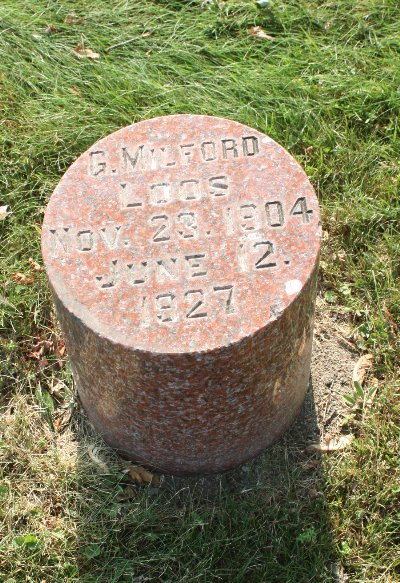 G. MILFORD
LOOS
NOV. 23. 1904
JUNE 12.
1927